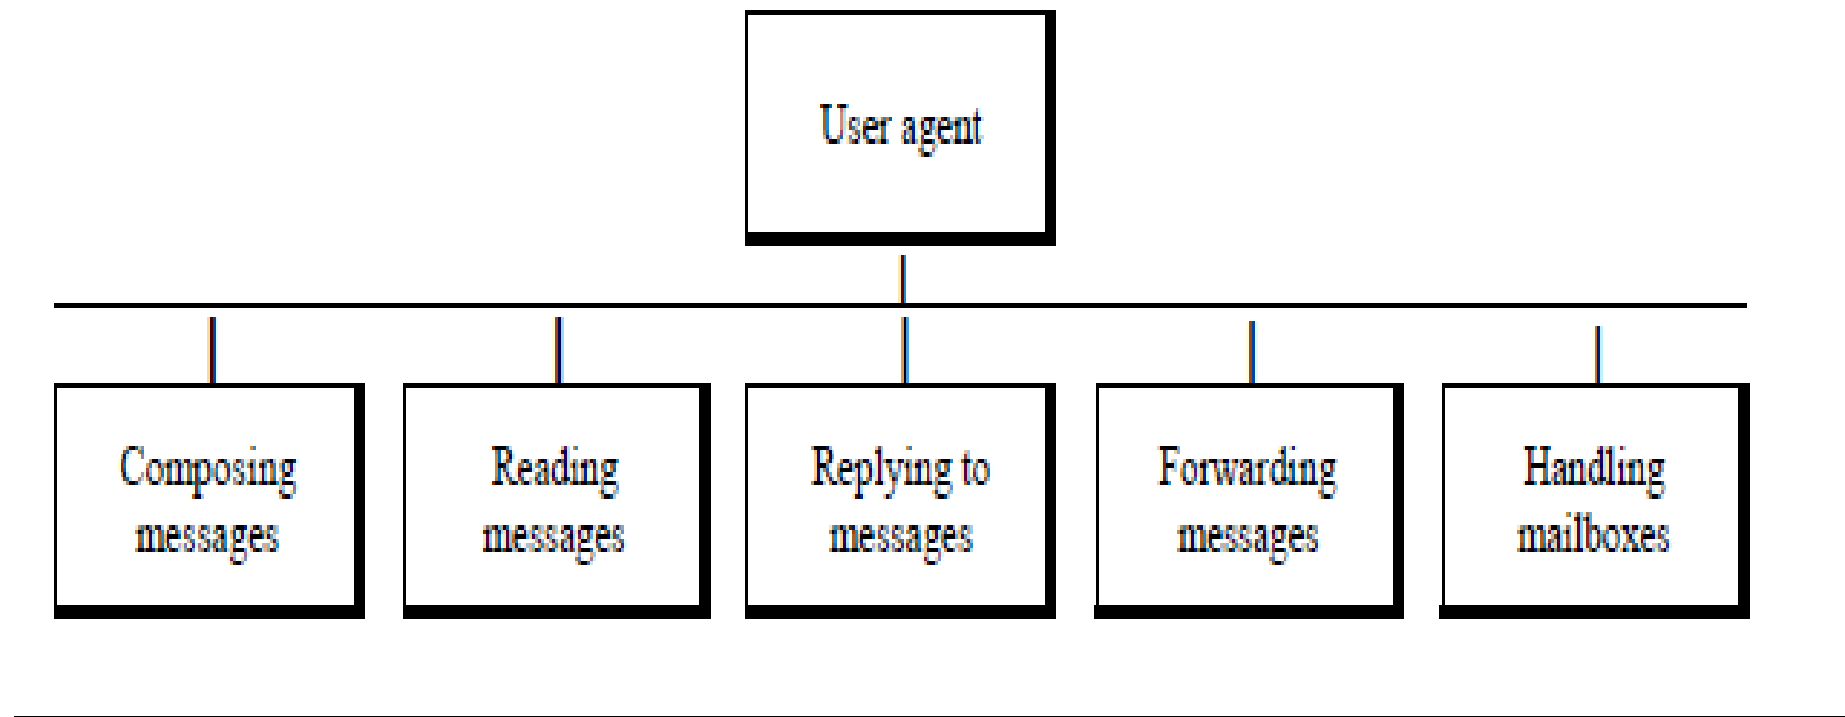 User agent
Composing
messages
Reading
messages
Replying to
messages
Forwarding
messages
Handling
mailboxes